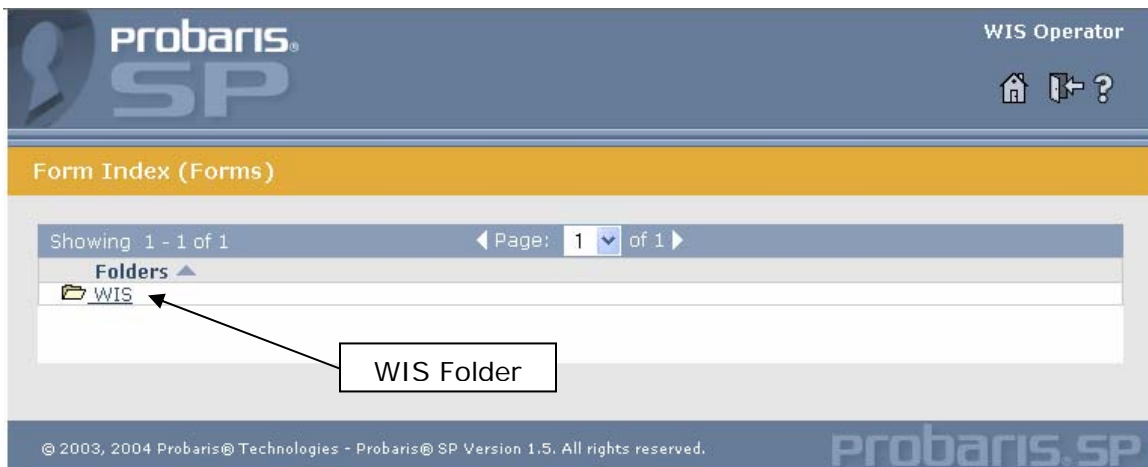 probaris®
SP
WIS Operator
Form Index (Forms)
Showing 1 - 1 of 1
Page: 1 of 1
Folders
WIS
WIS Folder
© 2003, 2004 Probaris® Technologies - Probaris® SP Version 1.5. All rights reserved.
probaris.sp